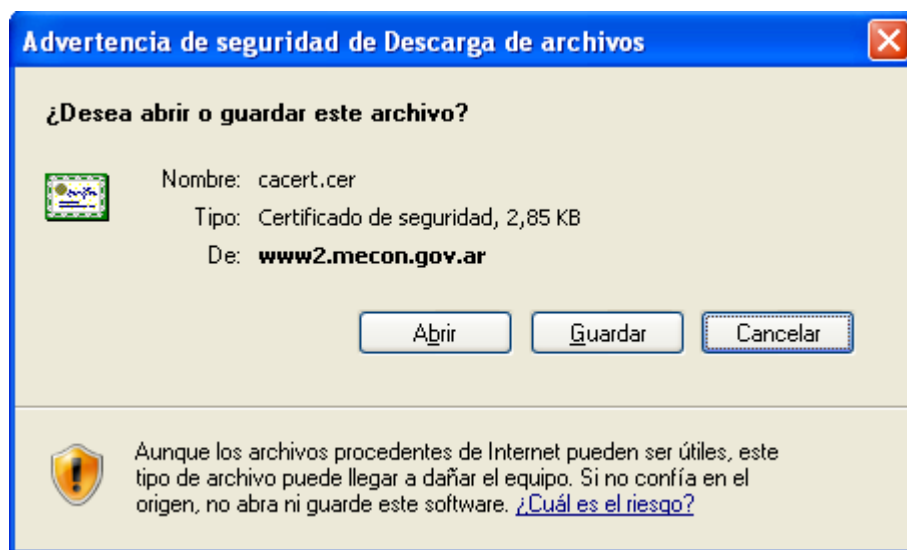 Advertencia de seguridad de Descarga de archivos
¿Desea abrir o guardar este archivo?
Nombre: cacert.cer
Tipo: Certificado de seguridad, 2,85 KB
De: www2.mecon.gov.ar
Abrir Guardar Cancelar
Aunque los archivos procedentes de Internet pueden ser útiles, este
tipo de archivo puede llegar a dañar el equipo. Si no confía en el
origen, no abra ni guarde este software. ¿Cuál es el riesgo?